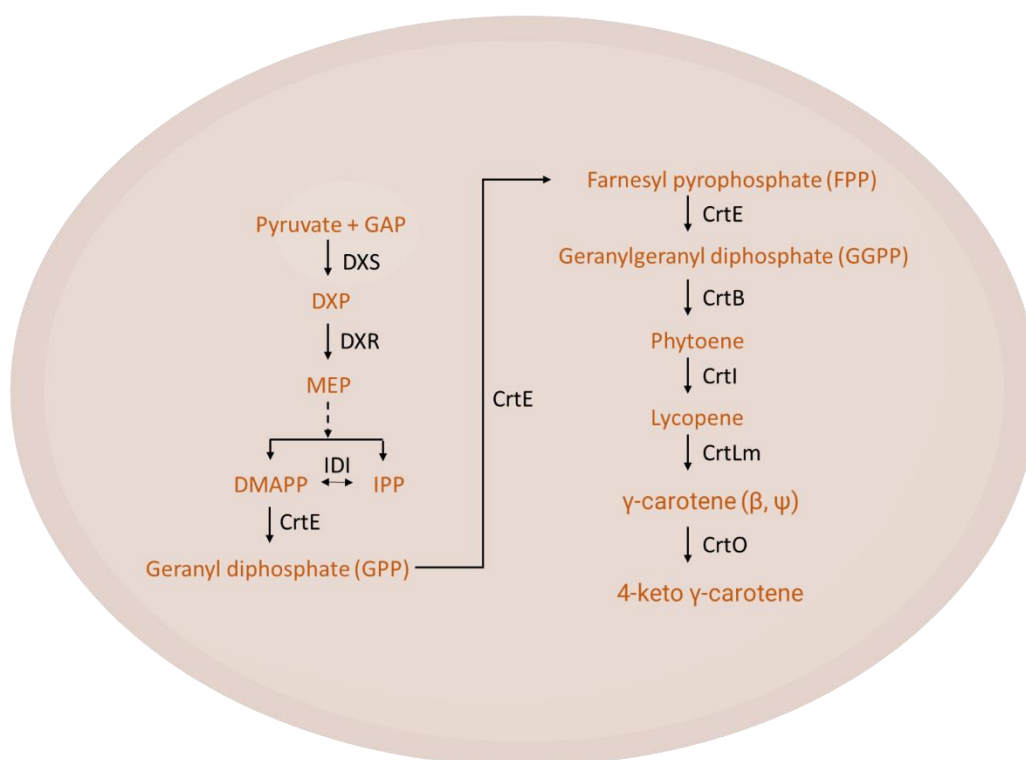 Pyruvate + GAP
DXS
DXP
DXR
MEP
IDI
DMAPP
IPP
CrtE
Geranyl diphosphate (GPP)
CrtE
Farnesyl pyrophosphate (FPP)
CrtE
Geranylgeranyl diphosphate (GGPP)
CrtB
Phytoene
CrtI
Lycopene
CrtLm
γ-carotene (β, ψ)
CrtO
4-keto γ-carotene